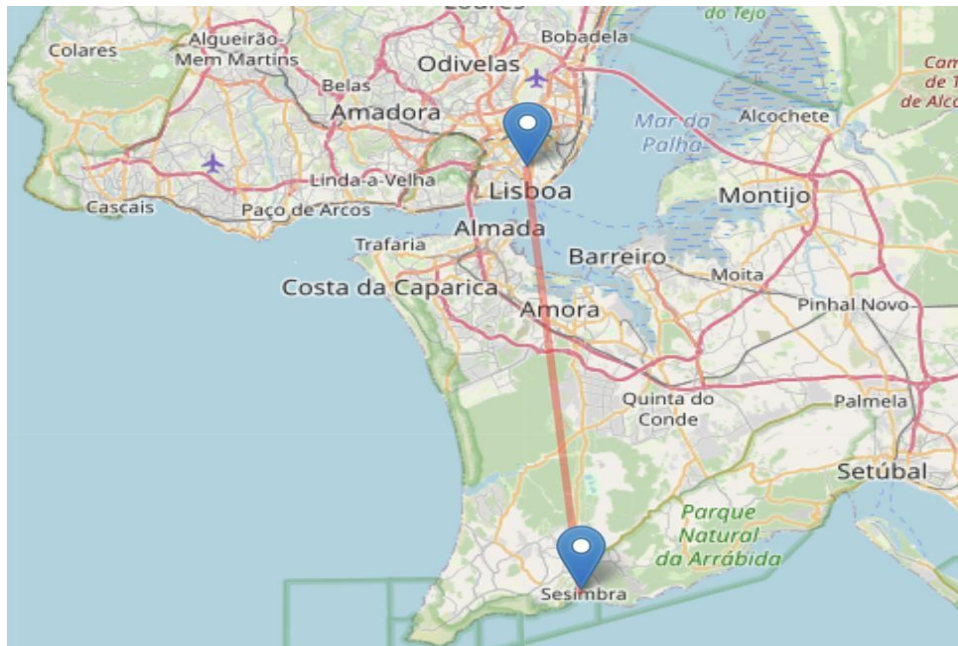 Loures
do Tejo
Colares
Algueirão-
Mem Martins
Bobadela
Odivelas
Belas
Amadora
Alcochete
Mar da
Palha
Linda-a-Velha
Lisboa
Montijo
Cascais
Paço de Arcos
Almada
Trafaria
Barreiro
Moita
Costa da Caparica
Amora
Pinhal Novo
Quinta do
Conde
Palmela
Setúbal
Parque
Natural
da Arrábida
Sesimbra